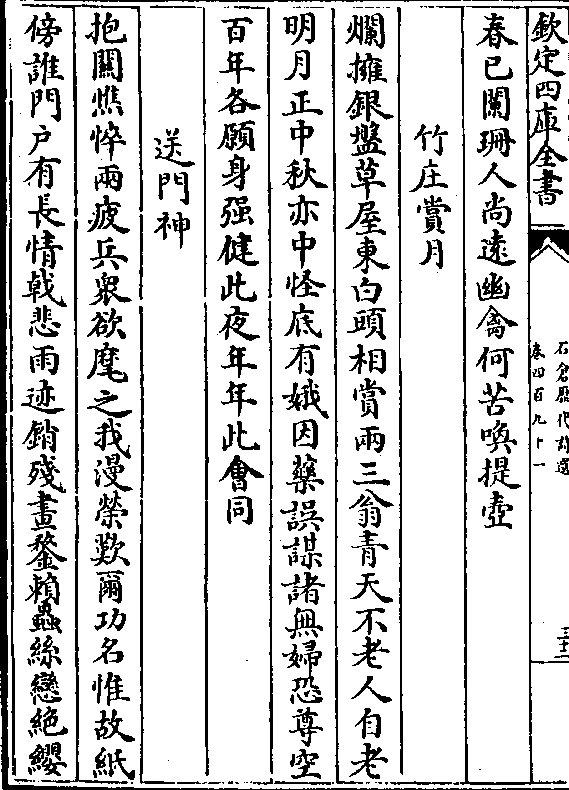 欽定四庫全書
石倉歷代詩選
卷四百九十一
春已闌珊人尚遠幽禽何苦喚提壺
竹庄賞月
爛擁銀盤草屋東白頭相賞兩三翁青天不老人自老
明月正中秋亦中怪底有娥因藥誤謀諸無婦恐尊空
百年各願身强健此夜年年此會同
送門神
抱關憔悴兩疲兵衆欲麾之我漫榮歎爾功名惟故紙
傍誰門户有長情戟悲雨迹銷殘畫鍪賴蟲絲戀絶纓